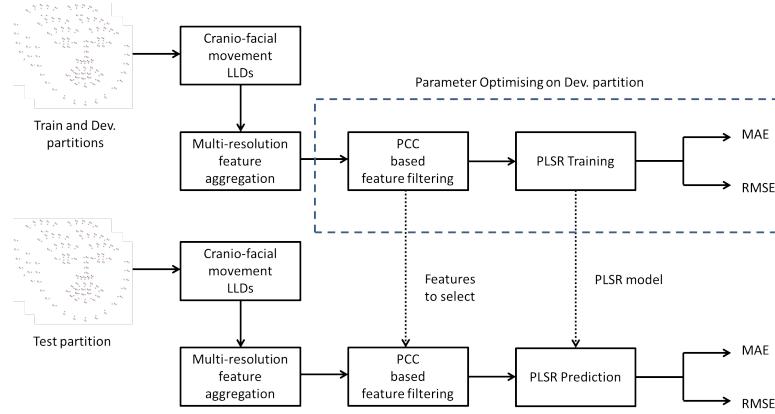 Cranio-facial
movement
LLDs
Parameter Optimising on Dev. partition
Train and Dev.
partitions
Multi-resolution
feature
aggregation
PCC
based
feature filtering
PLSR Training
MAE
RMSE
Cranio-facial
movement
LLDs
Features
to select
PLSR model
Test partition
Multi-resolution
feature
aggregation
PCC
based
feature filtering
PLSR Prediction
MAE
RMSE